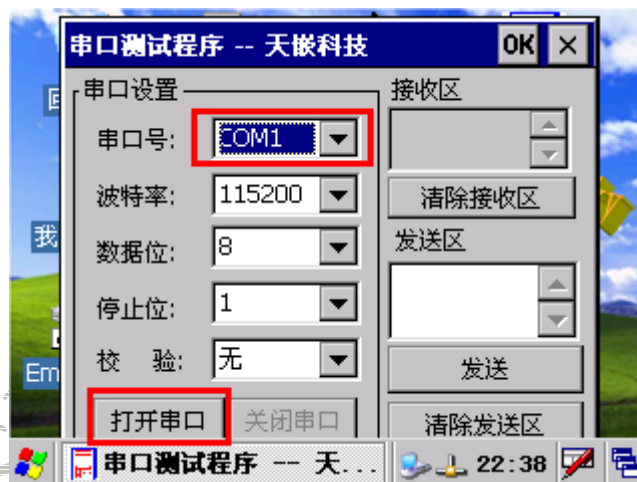 串口测试程序 -- 天嵌科技 OK ×
串口设置
串口号: COM1
波特率: 115200
数据位: 8
停止位: 1
校 验: 无
打开串口 关闭串口
接收区
清除接收区
发送区
发送
清除发送区
我
Em
串口测试程序 -- 天... 22:38